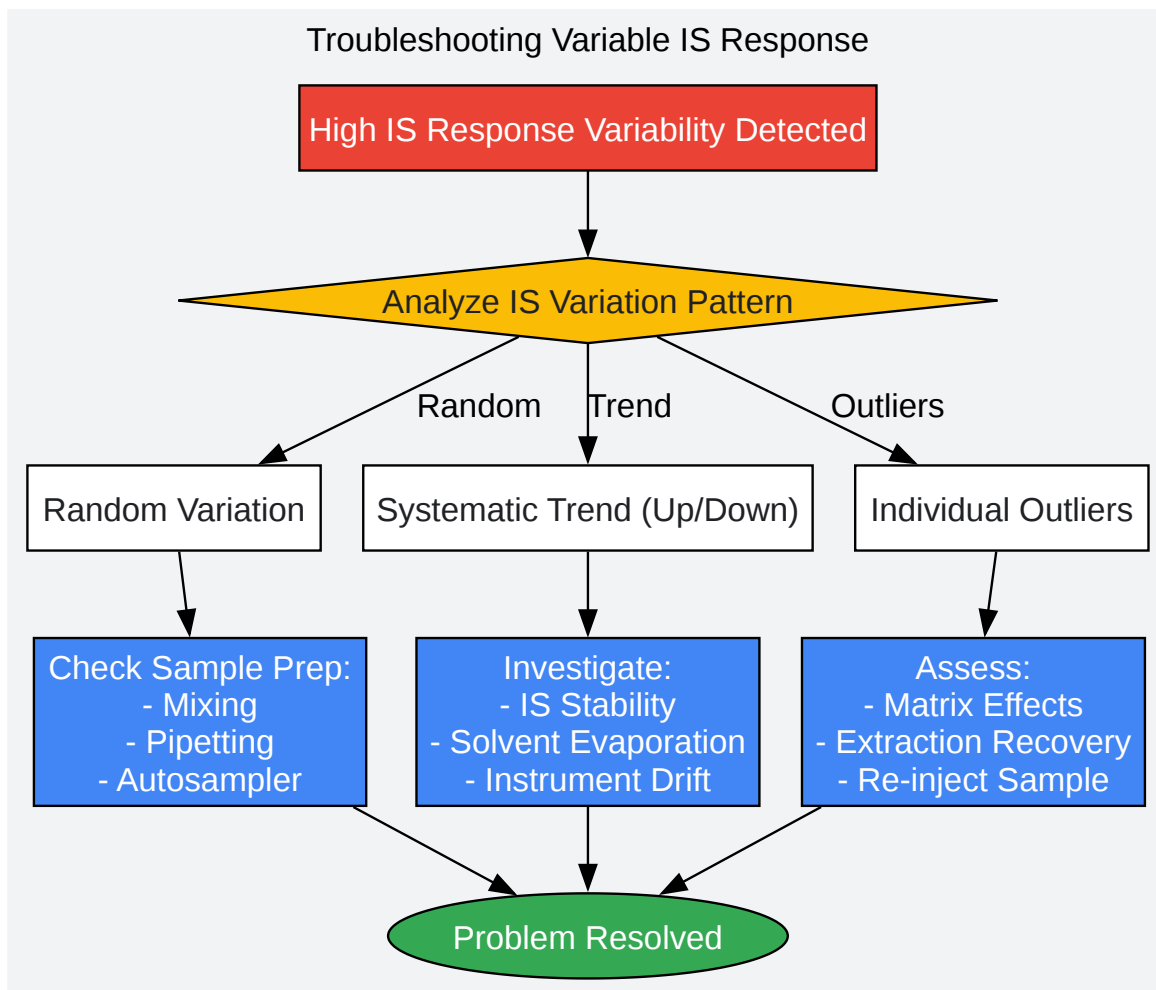 Troubleshooting Variable IS Response
High IS Response Variability Detected
Analyze IS Variation Pattern
Random
Trend
Outliers
Random Variation
Systematic Trend (Up/Down)
Individual Outliers
Check Sample Prep:
- Mixing
- Pipetting
- Autosampler
Investigate:
- IS Stability
- Solvent Evaporation
- Instrument Drift
Assess:
- Matrix Effects
- Extraction Recovery
- Re-inject Sample
Problem Resolved